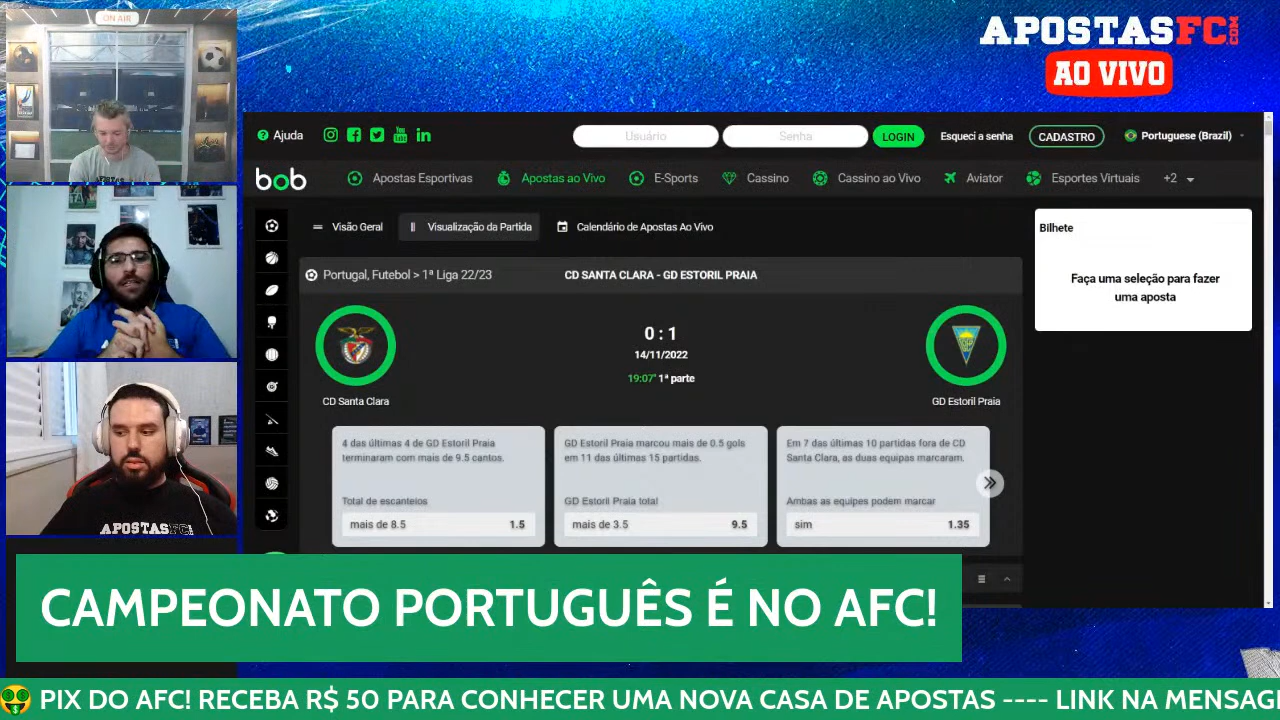 ON AIR
APOSTASFC.COM
AO VIVO
Ajuda
Usuário
Senha
LOGIN
Esqueci a senha
CADASTRO
Portuguese (Brazil)
bob
Apostas Esportivas
Apostas ao Vivo
E-Sports
Cassino
Cassino ao Vivo
Aviator
Esportes Virtuais
+2
Visão Geral
Visualização da Partida
Calendário de Apostas Ao Vivo
Bilhete
Faça uma seleção para fazer
uma aposta
Portugal, Futebol > 1ª Liga 22/23
CD SANTA CLARA - GD ESTORIL PRAIA
0 : 1
14/11/2022
19:07' 1ª parte
CD Santa Clara
GD Estoril Praia
4 das últimas 4 de GD Estoril Praia
terminaram com mais de 9.5 cantos.
Total de escanteios
mais de 8.5 1.5
GD Estoril Praia marcou mais de 0.5 gols
em 11 das últimas 15 partidas.
GD Estoril Praia total
mais de 3.5 9.5
Em 7 das últimas 10 partidas fora de CD
Santa Clara, as duas equipas marcaram.
Ambas as equipes podem marcar
sim 1.35
APOSTASFC
CAMPEONATO PORTUGUÊS É NO AFC!
PIX DO AFC! RECEBA R$ 50 PARA CONHECER UMA NOVA CASA DE APOSTAS ---- LINK NA MENSAG